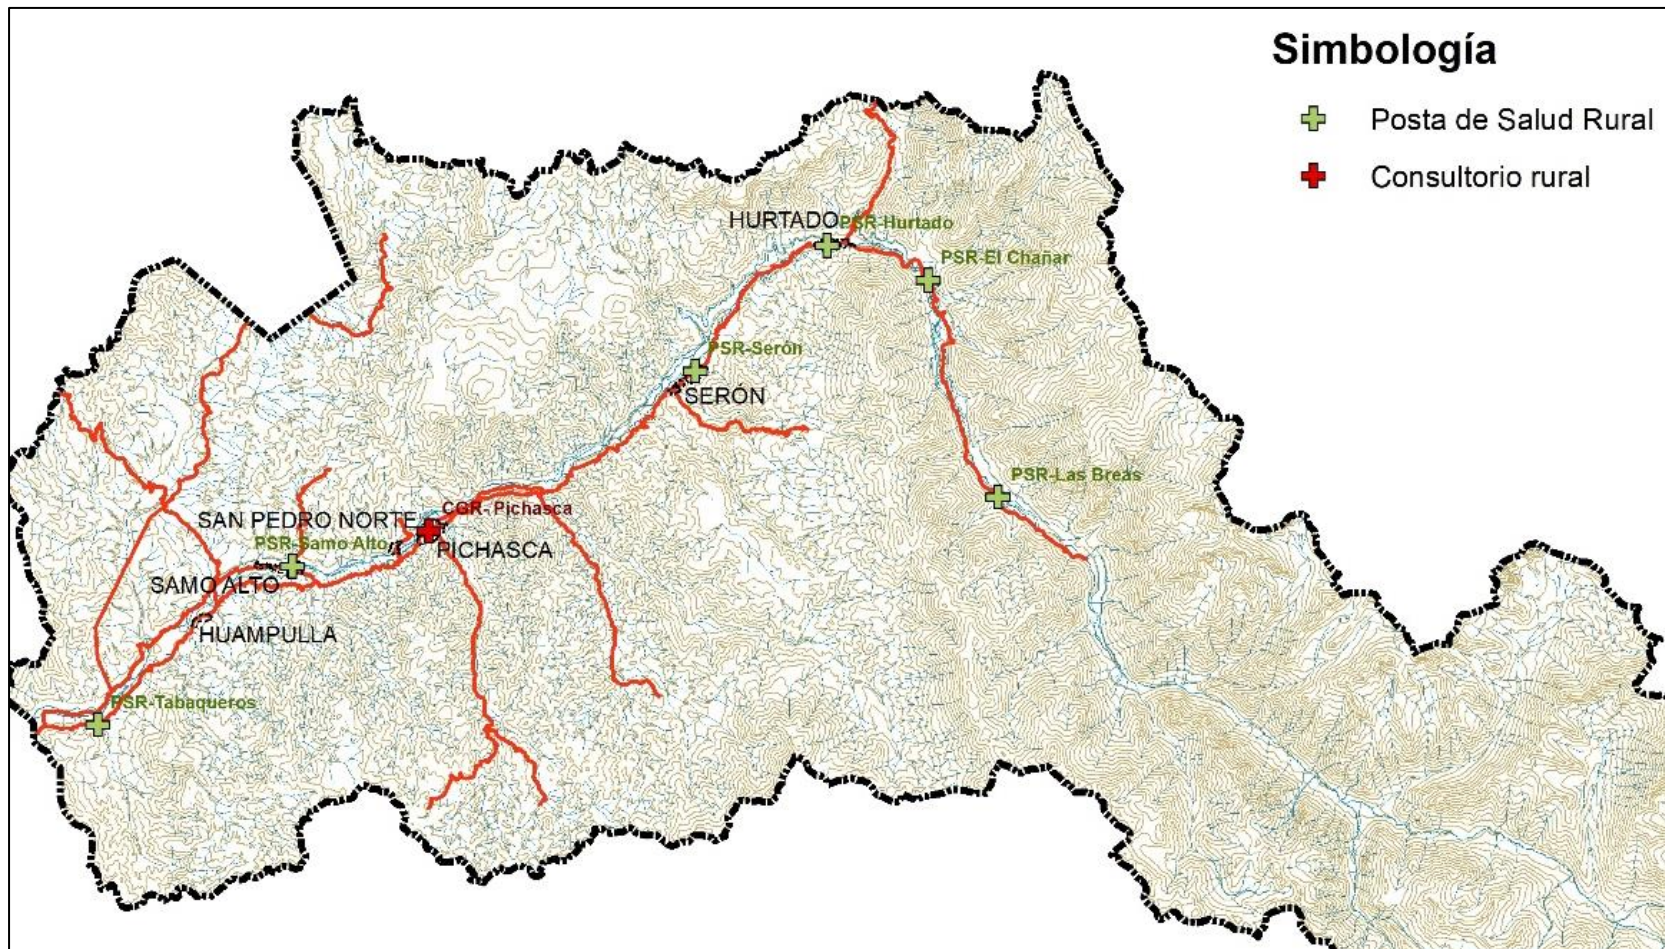 Simbología
Posta de Salud Rural
Consultorio rural
HURTADO
PSR-Hurtado
PSR-El Chañar
PSR-Serón
SERÓN
PSR-Las Breas
CGR- Pichasca
SAN PEDRO NORTE
PSR-Samo Alto
PICHASCA
SAMO ALTO
HUAMPULLA
PSR-Tabaqueros